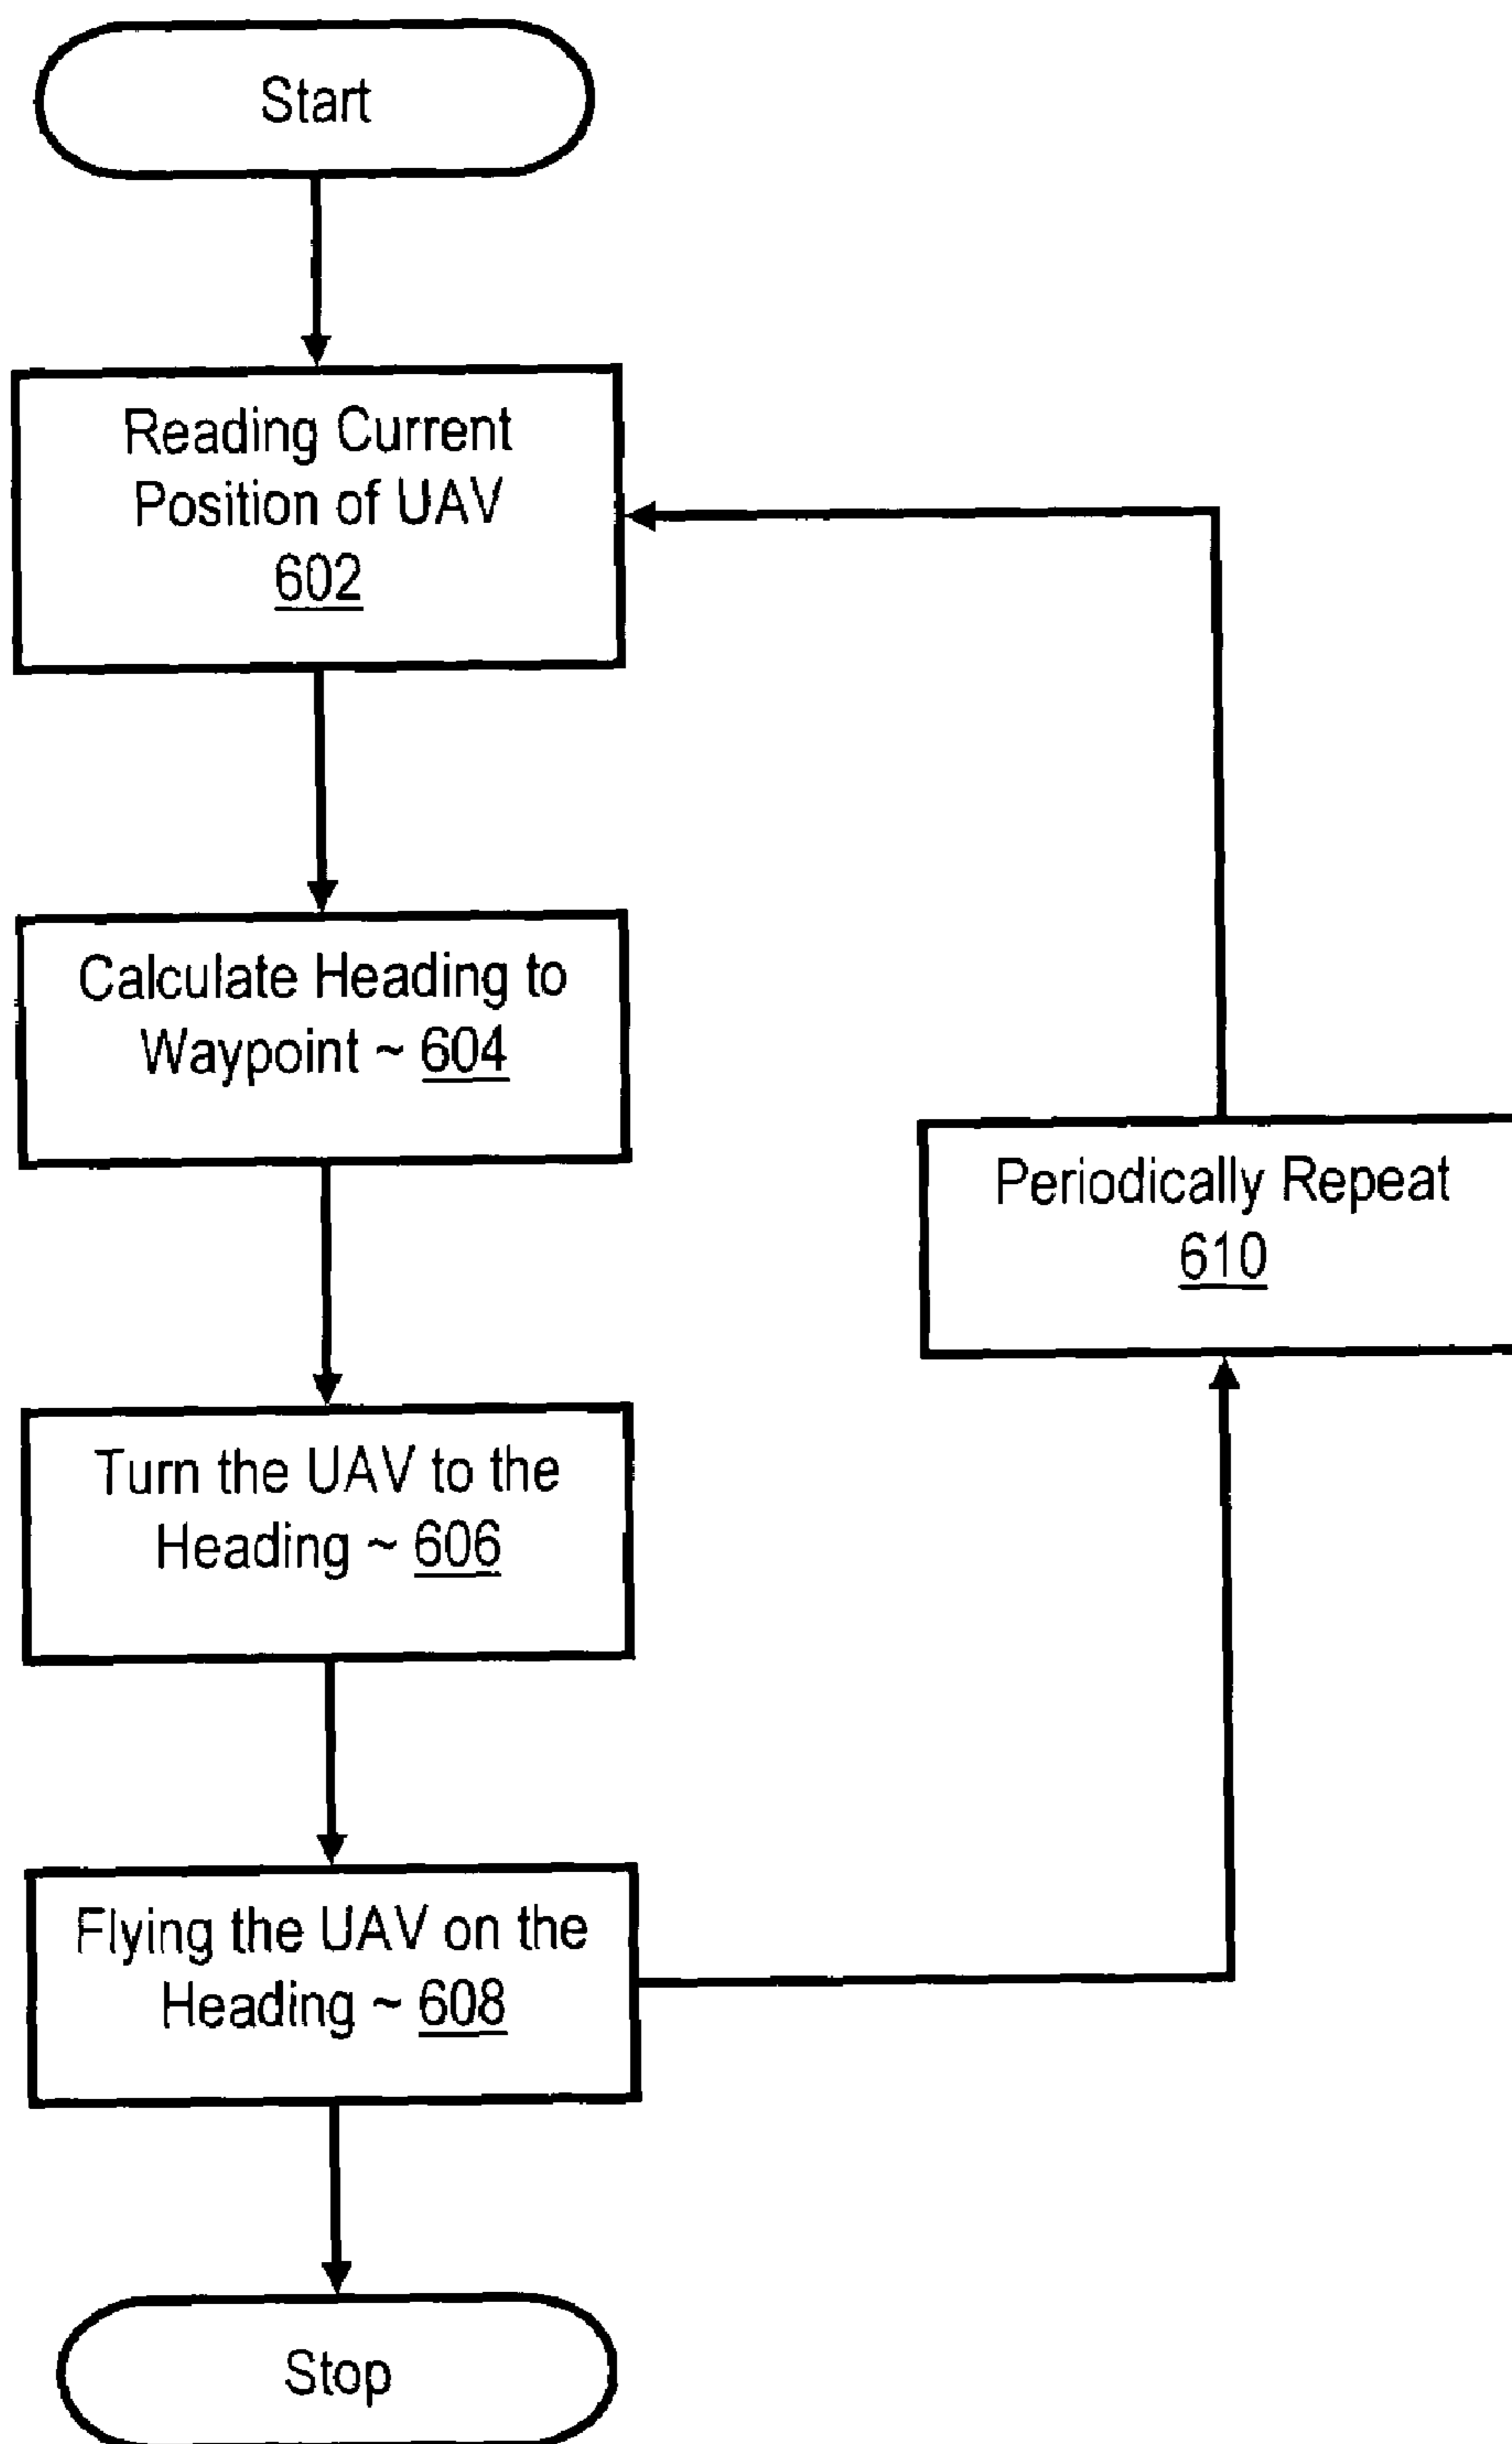 Start
Reading Current
Position of UAV
602
Calculate Heading to
Waypoint ~ 604
Turn the UAV to the
Heading ~ 606
Flying the UAV on the
Heading ~ 608
Periodically Repeat
610
Stop